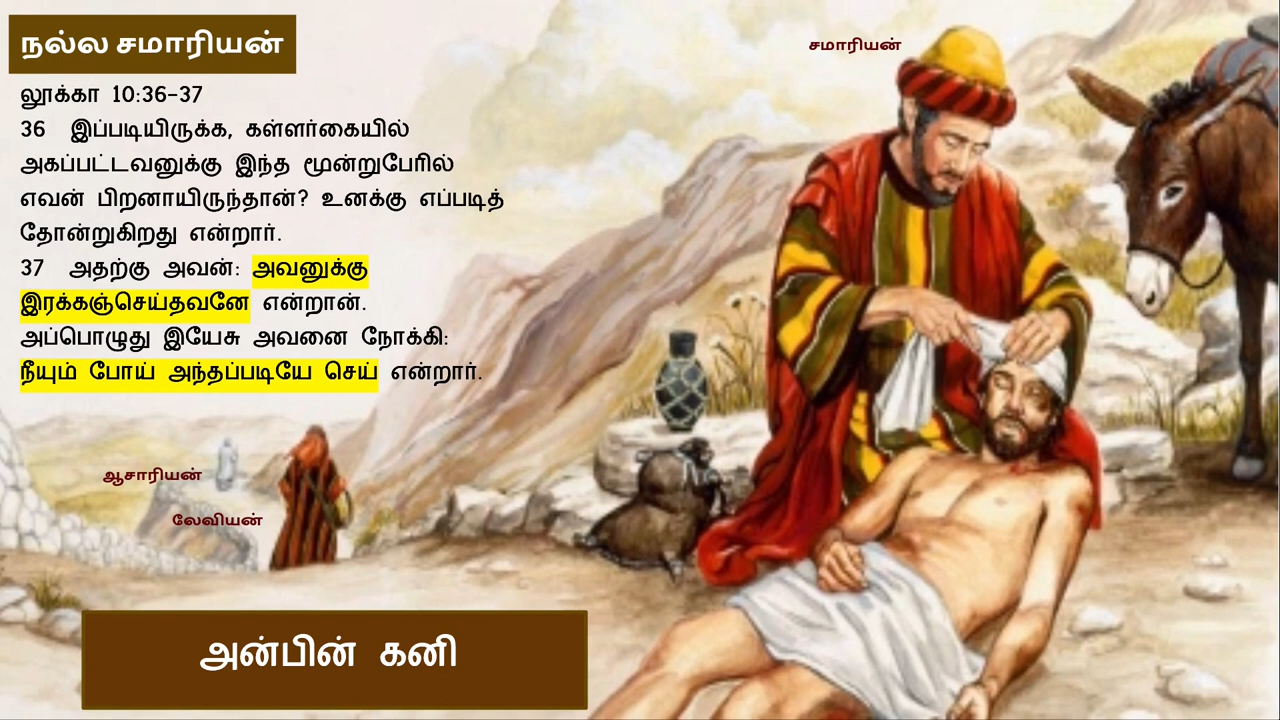 நல்ல சமாரியன்
சமாரியன்
லூக்கா 10:36-37
36 இப்படியிருக்க, கள்ளர்கையில்
அகப்பட்டவனுக்கு இந்த மூன்றுபேரில்
எவன் பிறனாயிருந்தான்? உனக்கு எப்படித்
தோன்றுகிறது என்றார்.
37 அதற்கு அவன்: அவனுக்கு
இரக்கஞ்செய்தவனே என்றான்.
அப்பொழுது இயேசு அவனை நோக்கி:
நீயும் போய் அந்தப்படியே செய் என்றார்.
ஆசாரியன்
லேவியன்
அன்பின் கனி